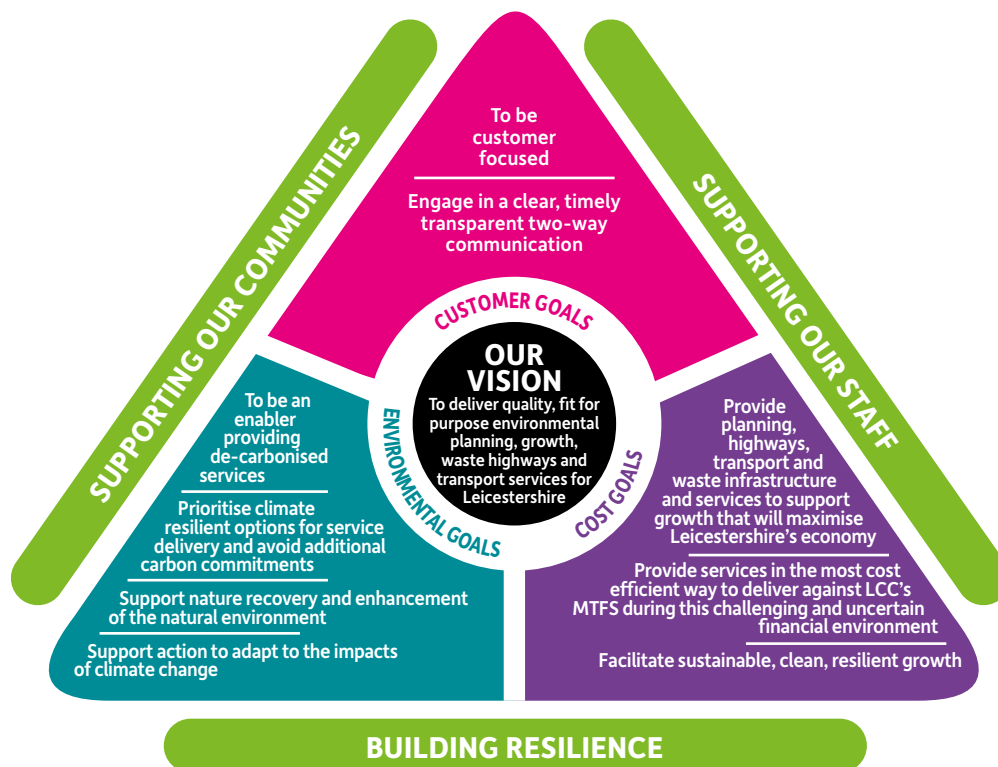 SUPPORTING OUR COMMUNITIES
SUPPORTING OUR STAFF
To be
customer
focused
Engage in a clear, timely
transparent two-way
communication
CUSTOMER GOALS
OUR
VISION
To deliver quality, fit for
purpose environmental
planning, growth,
waste highways and
transport services for
Leicestershire
ENVIRONMENTAL GOALS
COST GOALS
To be an
enabler
providing
de-carbonised
services
Prioritise climate
resilient options for service
delivery and avoid additional
carbon commitments
Support nature recovery and enhancement
of the natural environment
Support action to adapt to the impacts
of climate change
Provide
planning,
highways,
transport and
waste infrastructure
and services to support
growth that will maximise
Leicestershire’s economy
Provide services in the most cost
efficient way to deliver against LCC’s
MTFS during this challenging and uncertain
financial environment
Facilitate sustainable, clean, resilient growth
BUILDING RESILIENCE